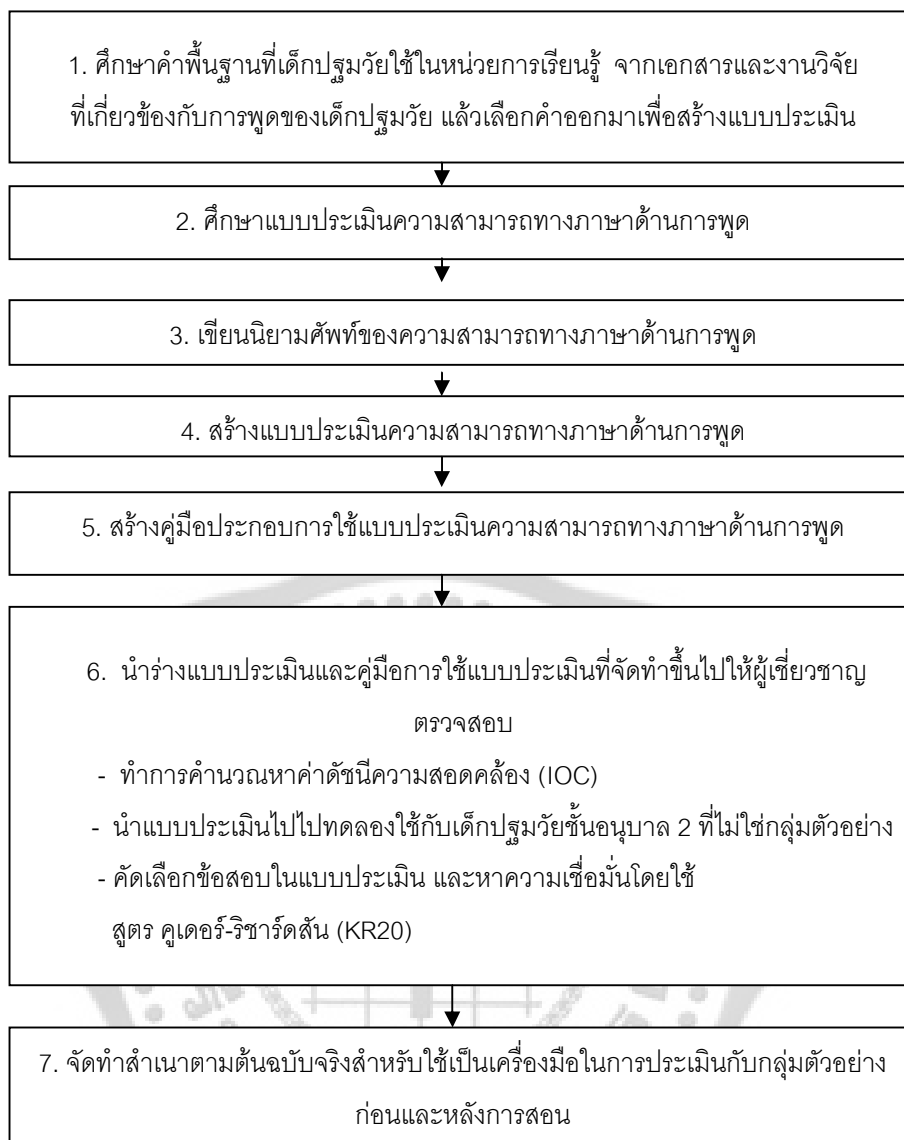 1. ศึกษาคำพื้นฐานที่เด็กปฐมวัยใช้ในหน่วยการเรียนรู้ จากเอกสารและงานวิจัย
ที่เกี่ยวข้องกับการพูดของเด็กปฐมวัย แล้วเลือกคำออกมาเพื่อสร้างแบบประเมิน
2. ศึกษาแบบประเมินความสามารถทางภาษาด้านการพูด
3. เขียนนิยามศัพท์ของความสามารถทางภาษาด้านการพูด
4. สร้างแบบประเมินความสามารถทางภาษาด้านการพูด
5. สร้างคู่มือประกอบการใช้แบบประเมินความสามารถทางภาษาด้านการพูด
6. นำร่างแบบประเมินและคู่มือการใช้แบบประเมินที่จัดทำขึ้นไปให้ผู้เชี่ยวชาญ
ตรวจสอบ
- ทำการคำนวณหาค่าดัชนีความสอดคล้อง (IOC)
- นำแบบประเมินไปไปทดลองใช้กับเด็กปฐมวัยชั้นอนุบาล 2 ที่ไม่ใช่กลุ่มตัวอย่าง
- คัดเลือกข้อสอบในแบบประเมิน และหาความเชื่อมั่นโดยใช้
สูตร คูเดอร์-ริชาร์ดสัน (KR20)
7. จัดทำสำเนาตามต้นฉบับจริงสำหรับใช้เป็นเครื่องมือในการประเมินกับกลุ่มตัวอย่าง
ก่อนและหลังการสอน